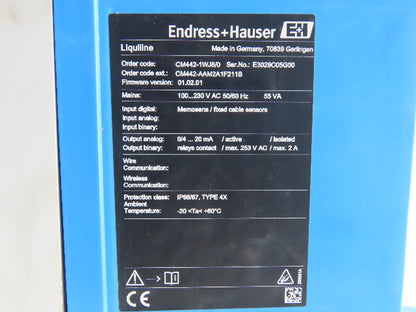 Endress+Hauser EH
Liquiline Made in Germany, 70839 Gerlingen
Order code: CM442-1WJ8/0 Ser.No.: E3029C05G00
Order code ext.: CM442-AAM2A1F211B
Firmware version: 01.02.01
Mains: 100...230 V AC 50/60 Hz 55 VA
Input digital: Memosens / fixed cable sensors
Input analog:
Input binary:
Output analog: 0/4 ... 20 mA / active / isolated
Output binary: relays contact / max. 253 V AC / max. 2 A
Wire
Communication:
Wireless
Communication:
Protection class: IP66/67, TYPE 4X
Ambient
Temperature: -20 <Ta< +60°C
CE